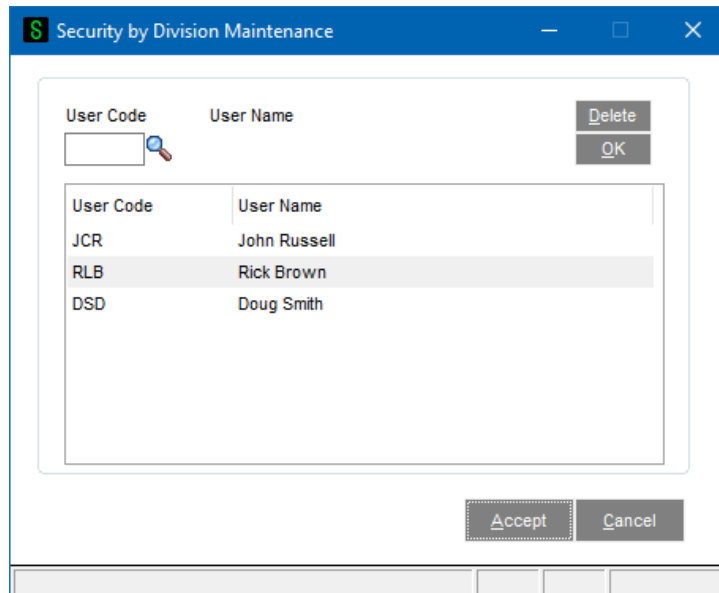 S Security by Division Maintenance
User Code User Name Delete
OK
User Code User Name
JCR John Russell
RLB Rick Brown
DSD Doug Smith
Accept Cancel